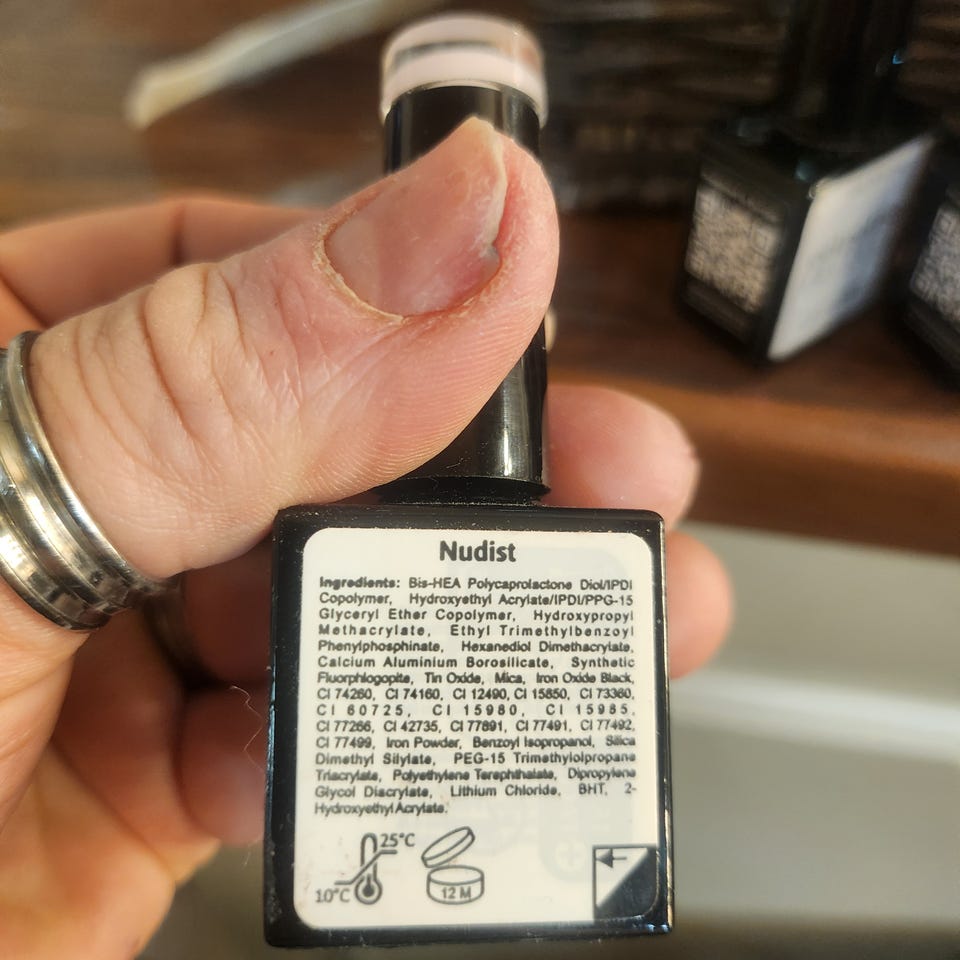 Nudist
Ingredients: Bis-HEA Polycaprolactone Diol/IPDI
Copolymer, Hydroxyethyl Acrylate/IPDI/PPG-15
Glyceryl Ether Copolymer, Hydroxypropyl
Methacrylate, Ethyl Trimethylbenzoyl
Phenylphosphinate, Hexanediol Dimethacrylate,
Calcium Aluminium Borosilicate, Synthetic
Fluorphlogopite, Tin Oxide, Mica, Iron Oxide Black,
CI 74260, CI 74160, CI 12490, CI 15850, CI 73360,
CI 60725, CI 15980, CI 15985,
CI 77266, CI 42735, CI 77891, CI 77491, CI 77492,
CI 77499, Iron Powder, Benzoyl Isopropanol, Silica
Dimethyl Silylate, PEG-15 Trimethylolpropane
Triacrylate, Polyethylene Terephthalate, Dipropylene
Glycol Diacrylate, Lithium Chloride, BHT, 2-
Hydroxyethyl Acrylate.
25°C
10°C
12 M